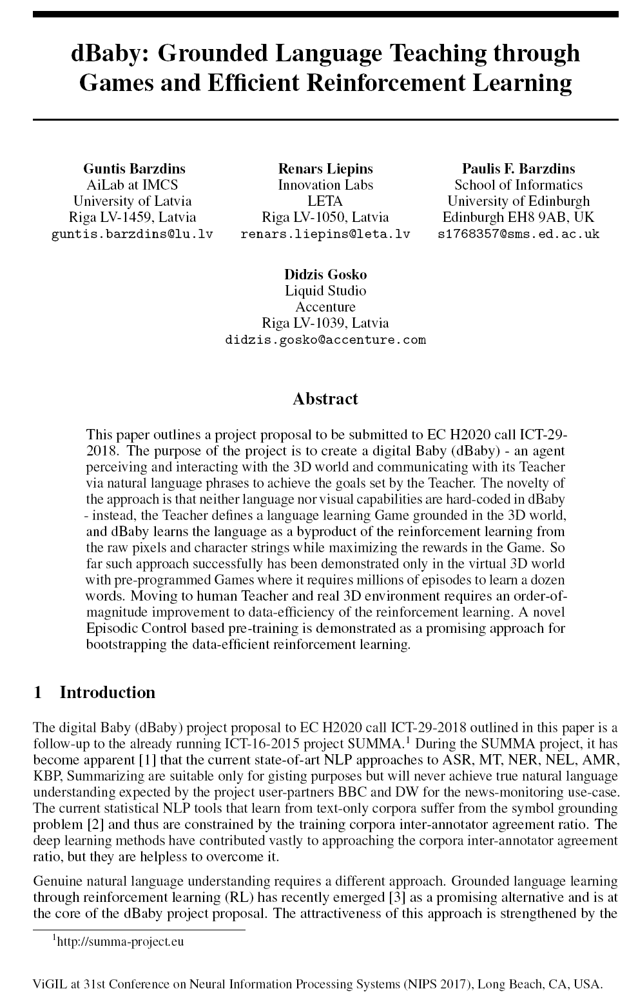 dBaby: Grounded Language Teaching through
Games and Efficient Reinforcement Learning
Guntis Barzdins
AiLab at IMCS
University of Latvia
Riga LV-1459, Latvia
guntis.barzdins@lu.lv
Renars Liepins
Innovation Labs
LETA
Riga LV-1050, Latvia
renars.liepins@leta.lv
Paulis F. Barzdins
School of Informatics
University of Edinburgh
Edinburgh EH8 9AB, UK
s1768357@sms.ed.ac.uk
Didzis Gosko
Liquid Studio
Accenture
Riga LV-1039, Latvia
didzis.gosko@accenture.com
Abstract
This paper outlines a project proposal to be submitted to EC H2020 call ICT-29-
2018. The purpose of the project is to create a digital Baby (dBaby) - an agent
perceiving and interacting with the 3D world and communicating with its Teacher
via natural language phrases to achieve the goals set by the Teacher. The novelty of
the approach is that neither language nor visual capabilities are hard-coded in dBaby
- instead, the Teacher defines a language learning Game grounded in the 3D world,
and dBaby learns the language as a byproduct of the reinforcement learning from
the raw pixels and character strings while maximizing the rewards in the Game. So
far such approach successfully has been demonstrated only in the virtual 3D world
with pre-programmed Games where it requires millions of episodes to learn a dozen
words. Moving to human Teacher and real 3D environment requires an order-of-
magnitude improvement to data-efficiency of the reinforcement learning. A novel
Episodic Control based pre-training is demonstrated as a promising approach for
bootstrapping the data-efficient reinforcement learning.
1 Introduction
The digital Baby (dBaby) project proposal to EC H2020 call ICT-29-2018 outlined in this paper is a
follow-up to the already running ICT-16-2015 project SUMMA.1 During the SUMMA project, it has
become apparent [1] that the current state-of-art NLP approaches to ASR, MT, NER, NEL, AMR,
KBP, Summarizing are suitable only for gisting purposes but will never achieve true natural language
understanding expected by the project user-partners BBC and DW for the news-monitoring use-case.
The current statistical NLP tools that learn from text-only corpora suffer from the symbol grounding
problem [2] and thus are constrained by the training corpora inter-annotator agreement ratio. The
deep learning methods have contributed vastly to approaching the corpora inter-annotator agreement
ratio, but they are helpless to overcome it.
Genuine natural language understanding requires a different approach. Grounded language learning
through reinforcement learning (RL) has recently emerged [3] as a promising alternative and is at
the core of the dBaby project proposal. The attractiveness of this approach is strengthened by the
1http://summa-project.eu
ViGIL at 31st Conference on Neural Information Processing Systems (NIPS 2017), Long Beach, CA, USA.